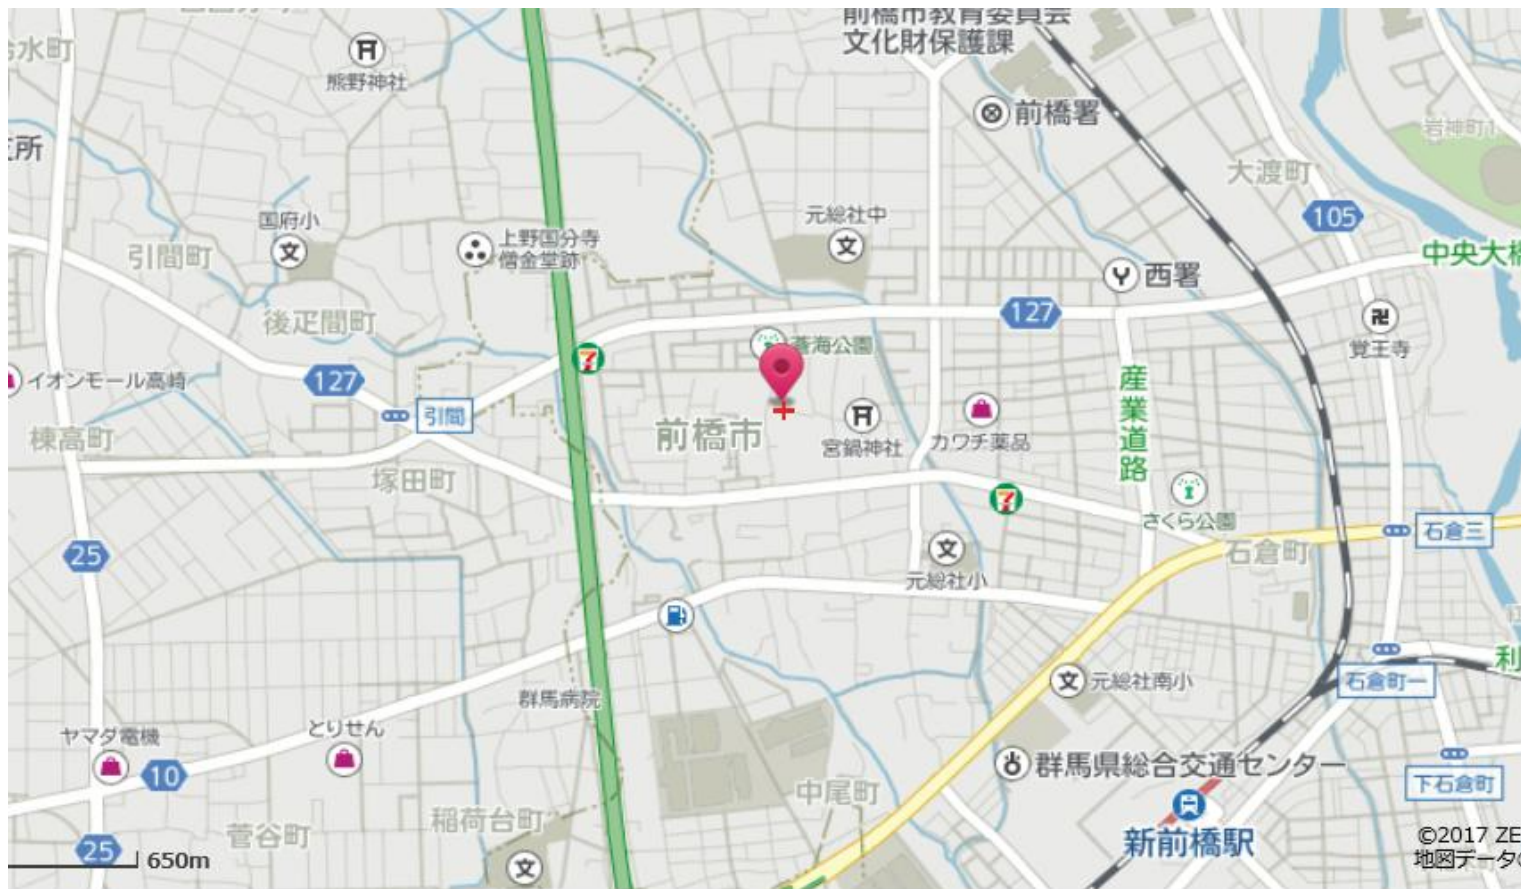 前橋市教育委員会
文化財保護課
水町
熊野神社
前橋署
岩神町1
大渡町
国府小
元総社中
105
上野国分寺
僧金堂跡
引間町
中央大橋
西署
後疋間町
127
覚王寺
蒼海公園
イオンモール高崎
127
産業道路
引間
棟高町
前橋市
宮鍋神社
カワチ薬品
塚田町
7
7
さくら公園
石倉三
25
石倉町
元総社小
利
元総社南小
石倉町一
群馬病院
ヤマダ電機
とりせん
10
群馬県総合交通センター
下石倉町
中尾町
稲荷台町
菅谷町
新前橋駅
25
650m
©2017 ZE
地図データの